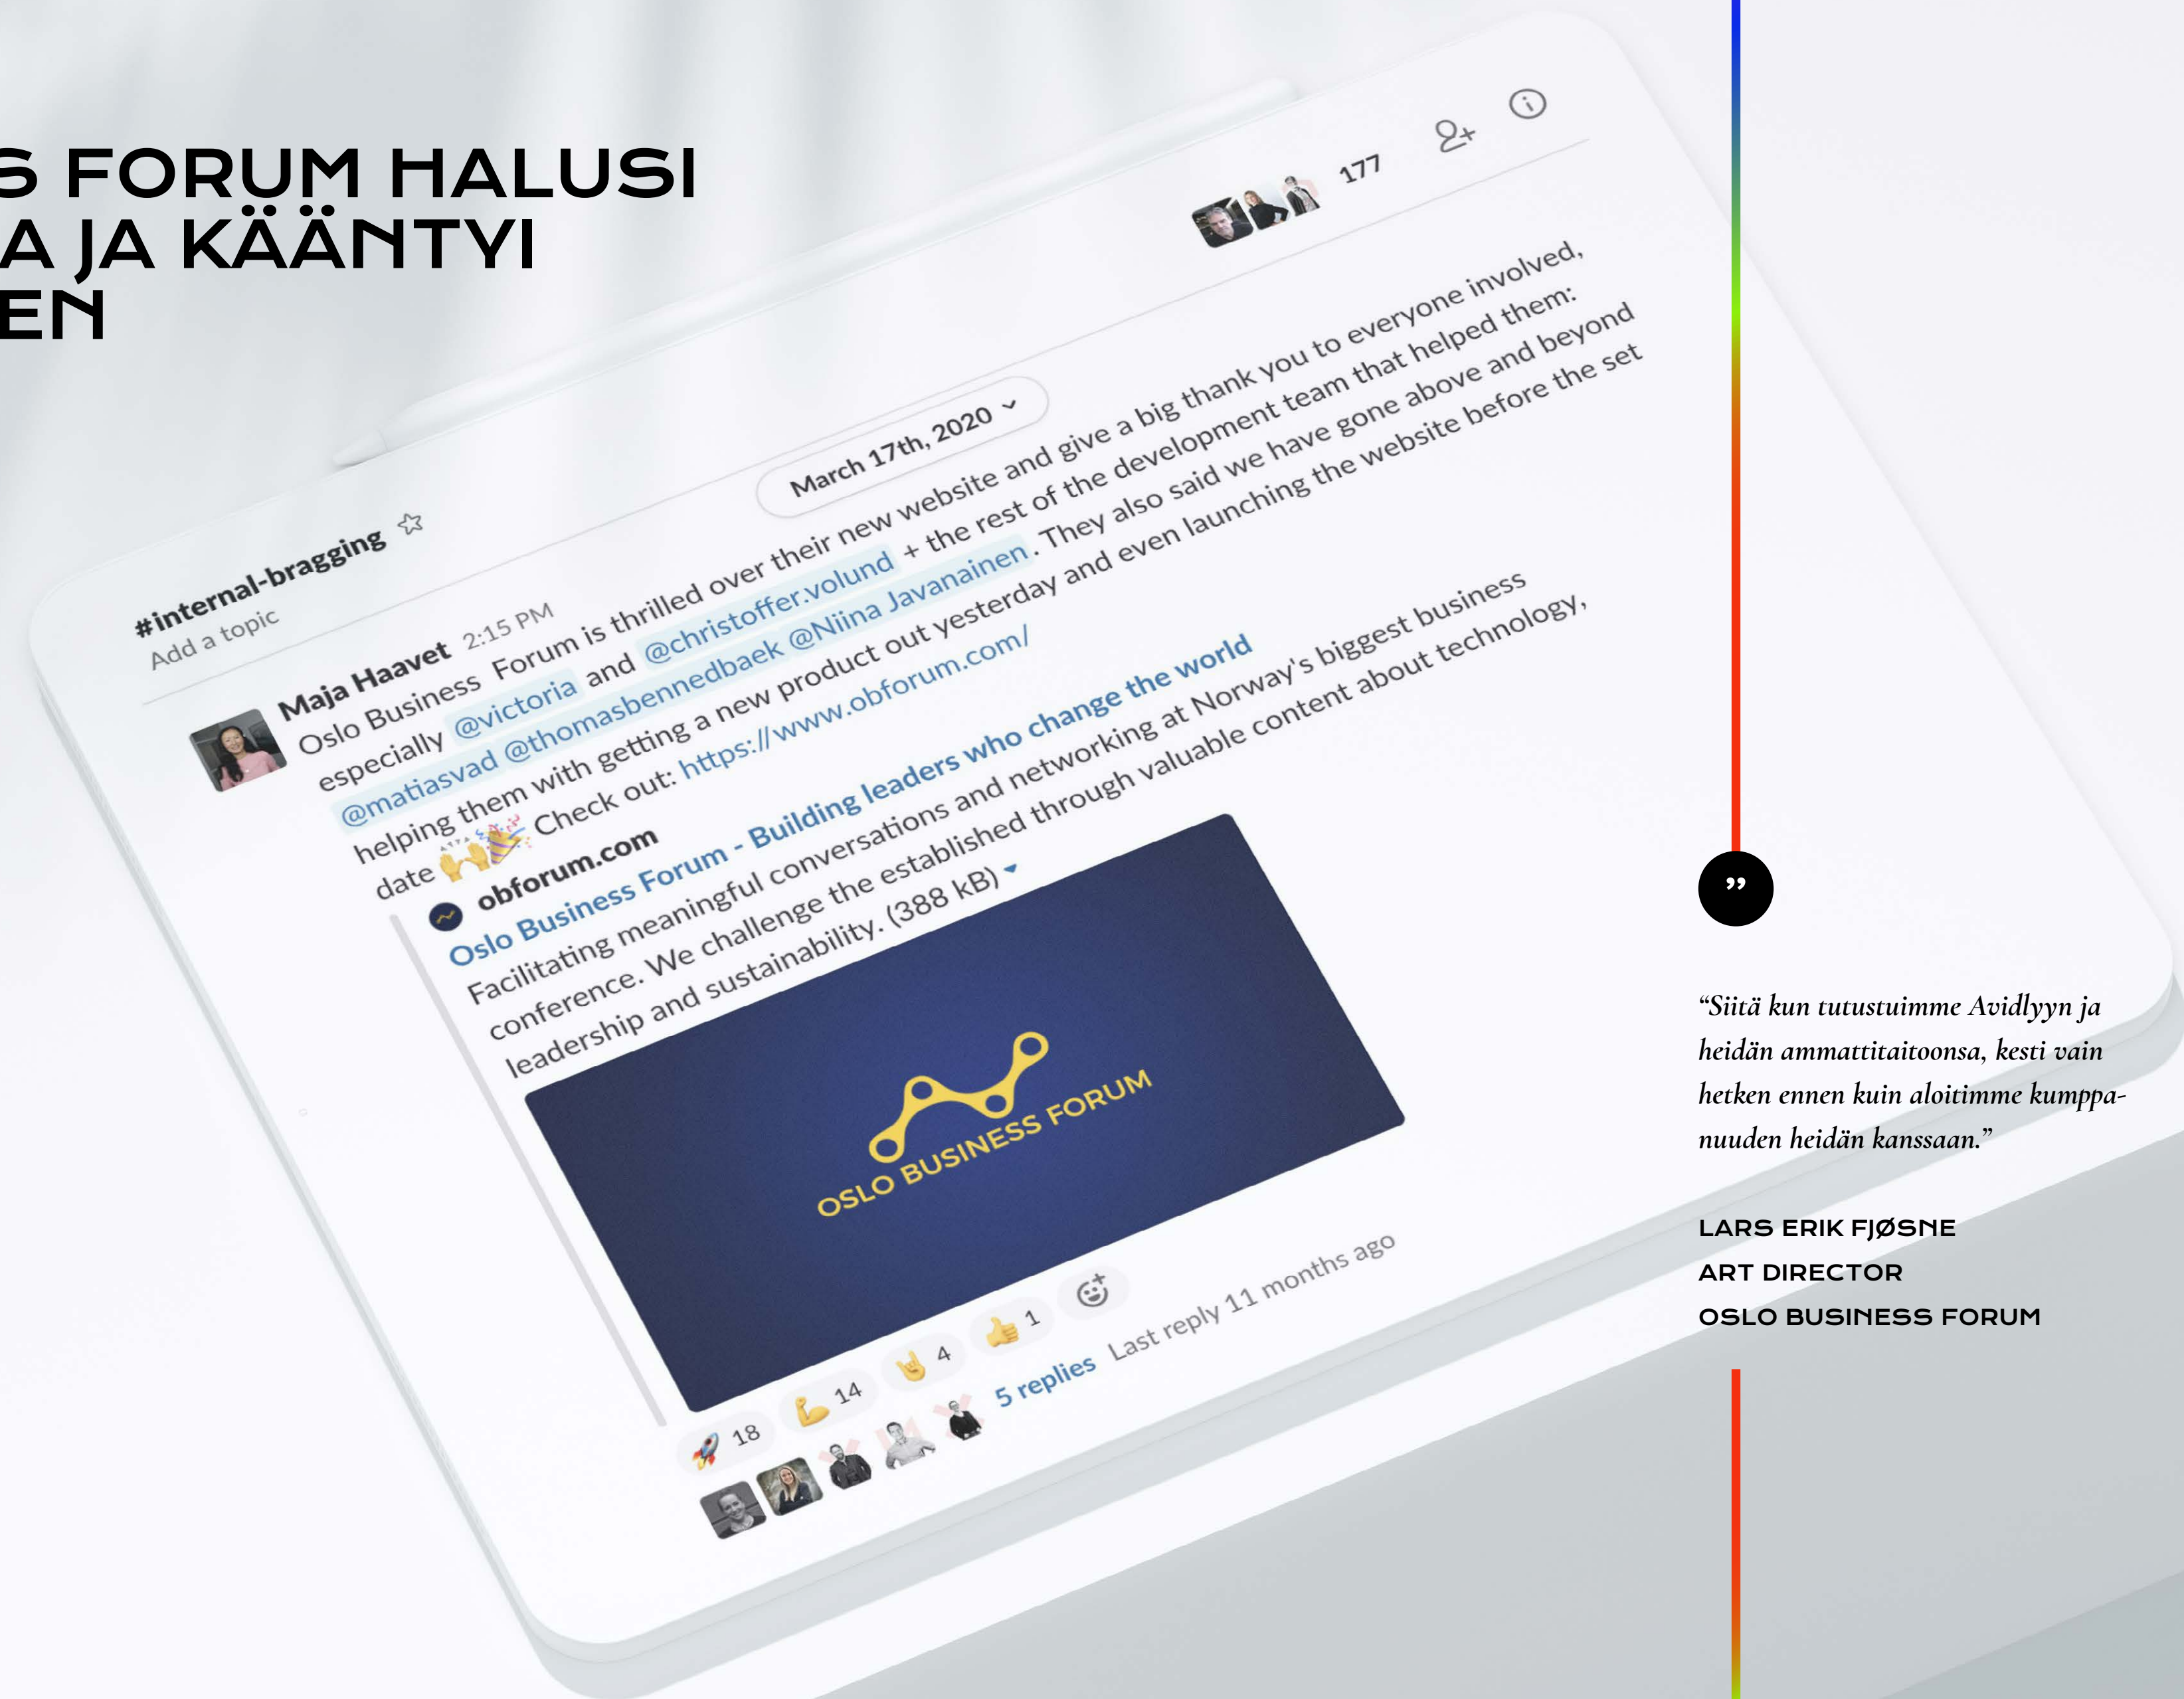 S FORUM HALUSI
A JA KÄÄNTYI
EN
177
#internal-bragging
Add a topic
March 17th, 2020
Maja Haavet 2:15 PM
Oslo Business Forum is thrilled over their new website and give a big thank you to everyone involved,
especially @victoria and @christoffer.volund + the rest of the development team that helped them:
@matiasvad @thomasbennedbaek @Niina Javanainen. They also said we have gone above and beyond
helping them with getting a new product out yesterday and even launching the website before the set
date 🙌🎉 Check out: https://www.obforum.com/
obforum.com
Oslo Business Forum - Building leaders who change the world
Facilitating meaningful conversations and networking at Norway's biggest business
conference. We challenge the established through valuable content about technology,
leadership and sustainability. (388 kB)
OSLO BUSINESS FORUM
18 14 4 1
5 replies Last reply 11 months ago
”
“Siitä kun tutustuimme Avidlyyn ja
heidän ammattitaitoonsa, kesti vain
hetken ennen kuin aloitimme kumppa-
nuuden heidän kanssaan.”
LARS ERIK FJØSNE
ART DIRECTOR
OSLO BUSINESS FORUM